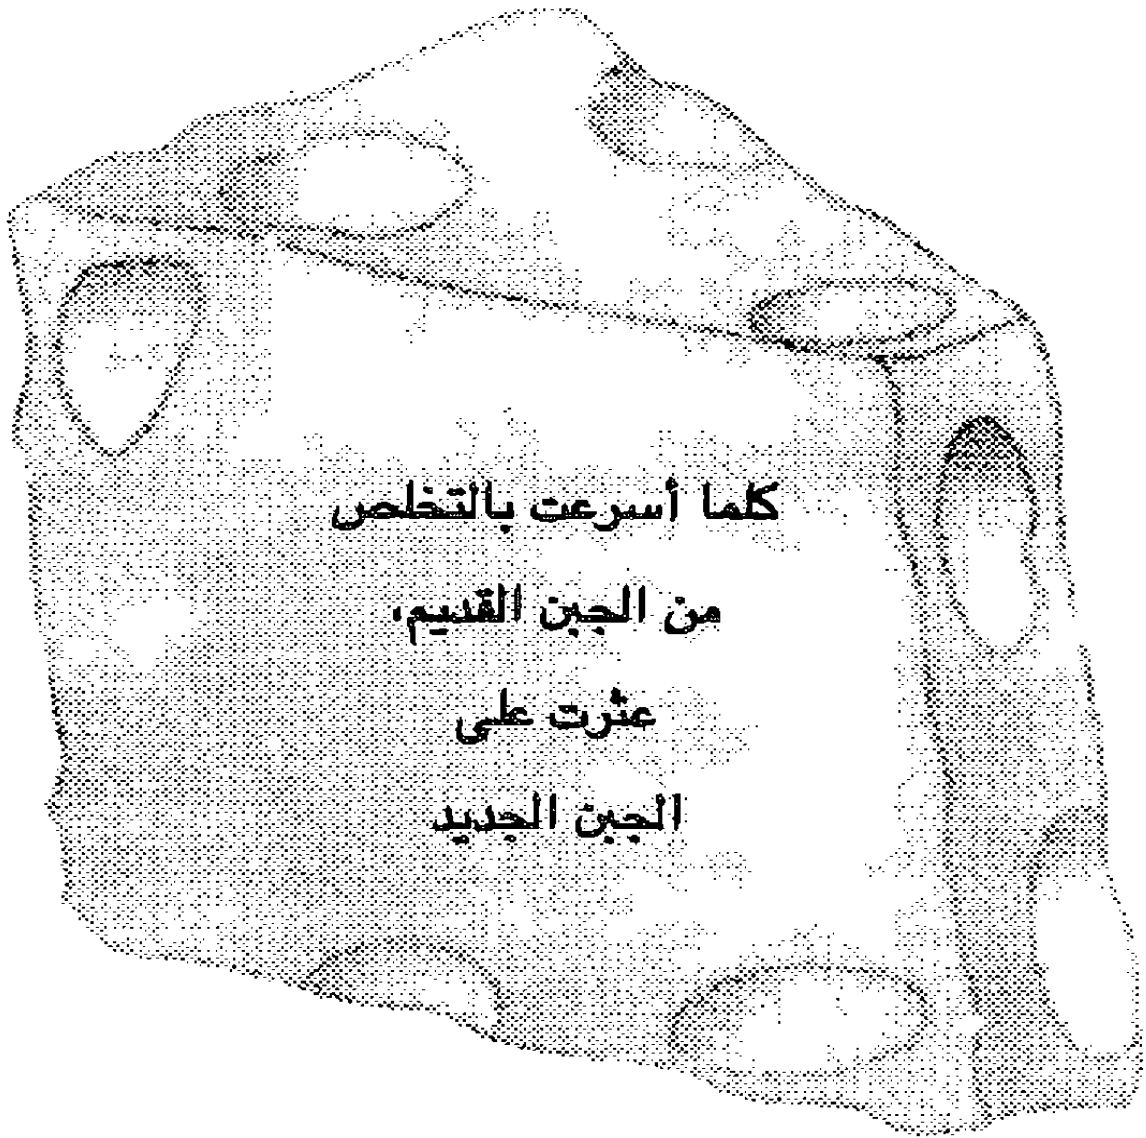 كلما أسرعت بالتخلص
من الجبن القديم،
عثرت على
الجبن الجديد